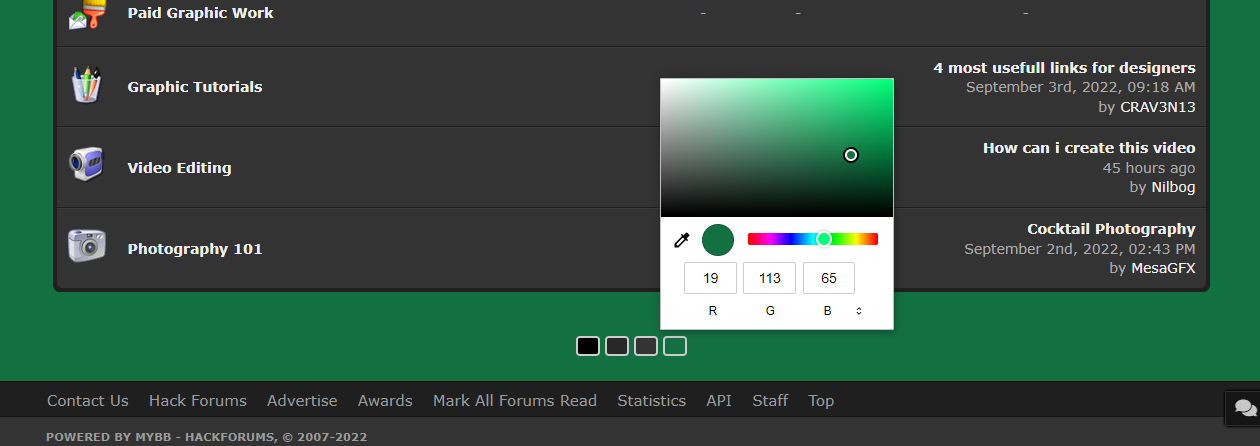 Paid Graphic Work - - -
Graphic Tutorials
4 most usefull links for designers
September 3rd, 2022, 09:18 AM
by CRAV3N13
Video Editing
How can i create this video
45 hours ago
by Nilbog
Photography 101
Cocktail Photography
September 2nd, 2022, 02:43 PM
by MesaGFX
19 113 65
R G B
Contact Us Hack Forums Advertise Awards Mark All Forums Read Statistics API Staff Top
POWERED BY MYBB - HACKFORUMS, © 2007-2022